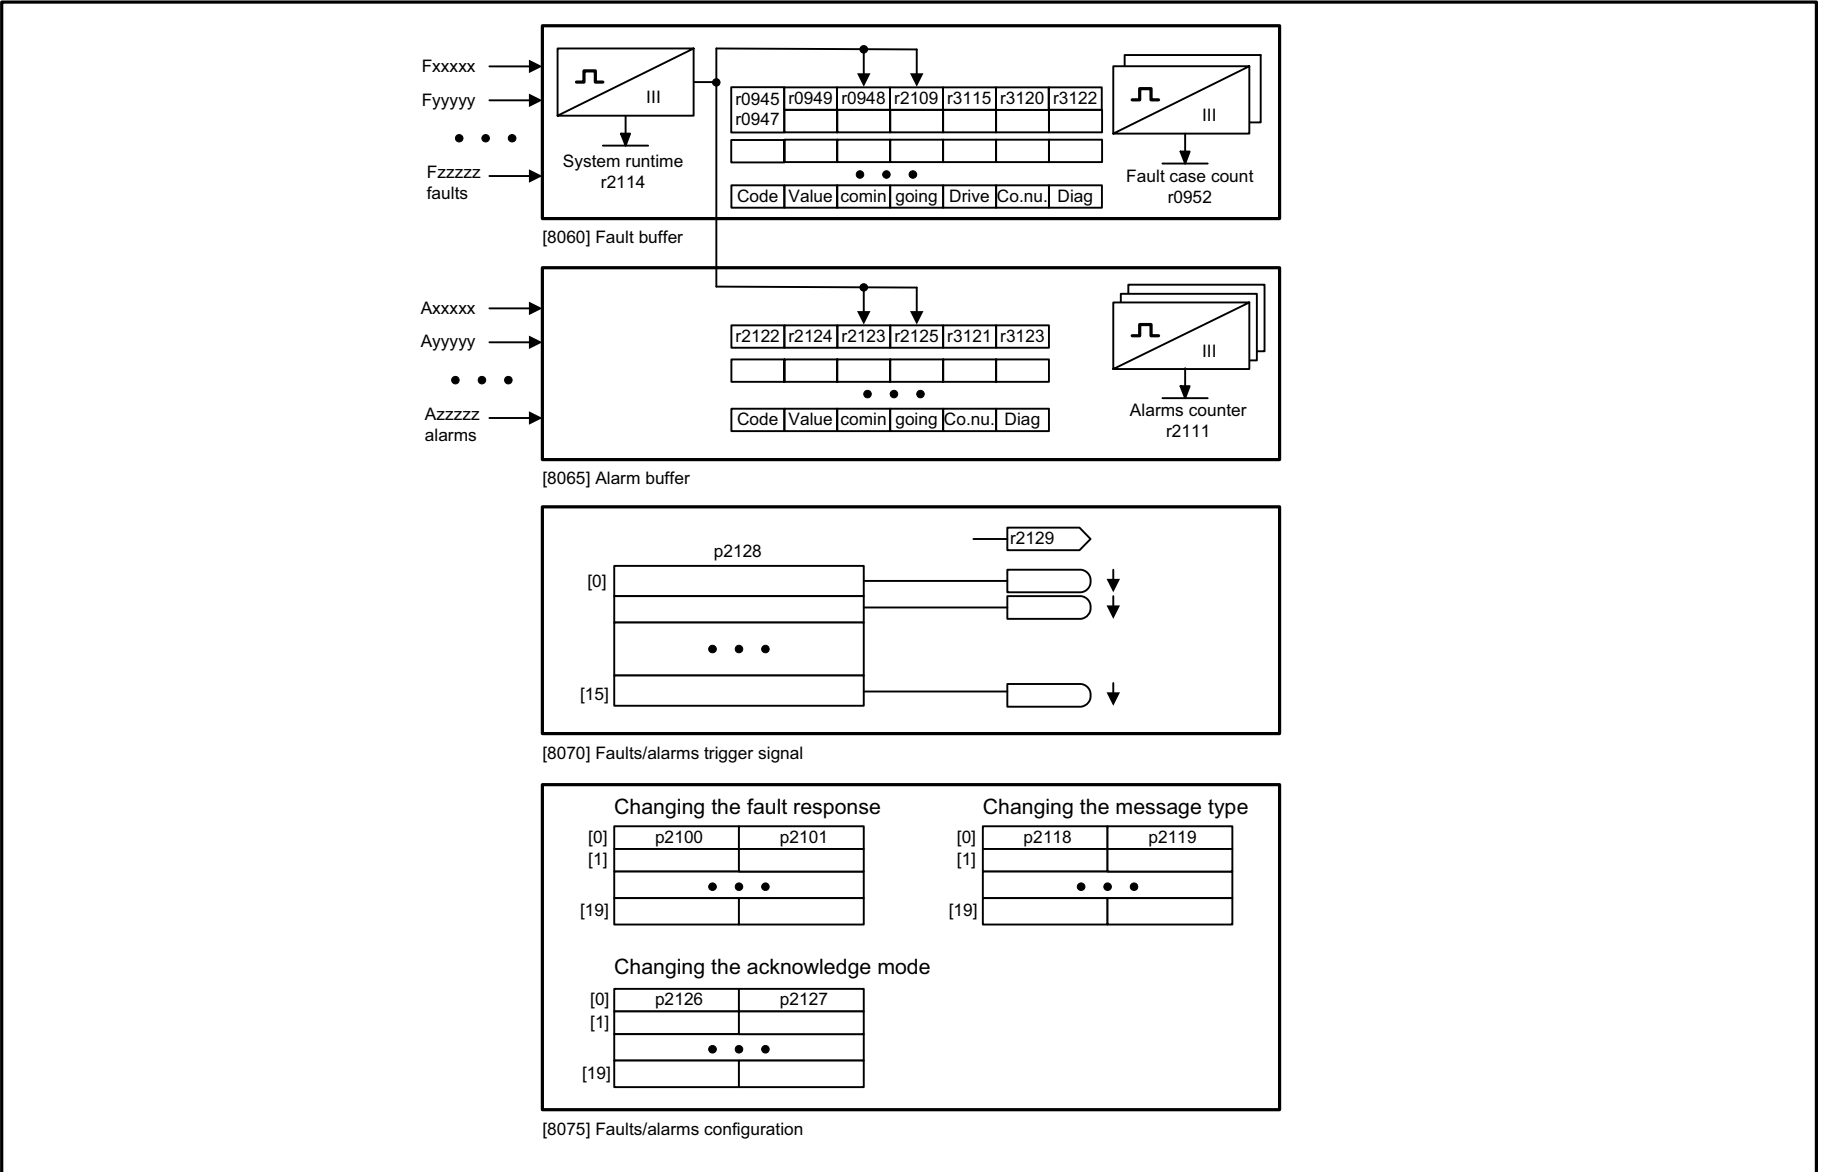 Fxxxxx
Fyyyyy
Fzzzzz
faults
III
System runtime
r2114
r0945 r0949 r0948 r2109 r3115 r3120 r3122
r0947
Code Value comin going Drive Co.nu. Diag
III
Fault case count
r0952
[8060] Fault buffer
Axxxxx
Ayyyyy
Azzzzz
alarms
r2122 r2124 r2123 r2125 r3121 r3123
Code Value comin going Co.nu. Diag
III
Alarms counter
r2111
[8065] Alarm buffer
p2128
r2129
[0]
[15]
[8070] Faults/alarms trigger signal
Changing the fault response
[0] p2100 p2101
[1]
[19]
Changing the message type
[0] p2118 p2119
[1]
[19]
Changing the acknowledge mode
[0] p2126 p2127
[1]
[19]
[8075] Faults/alarms configuration